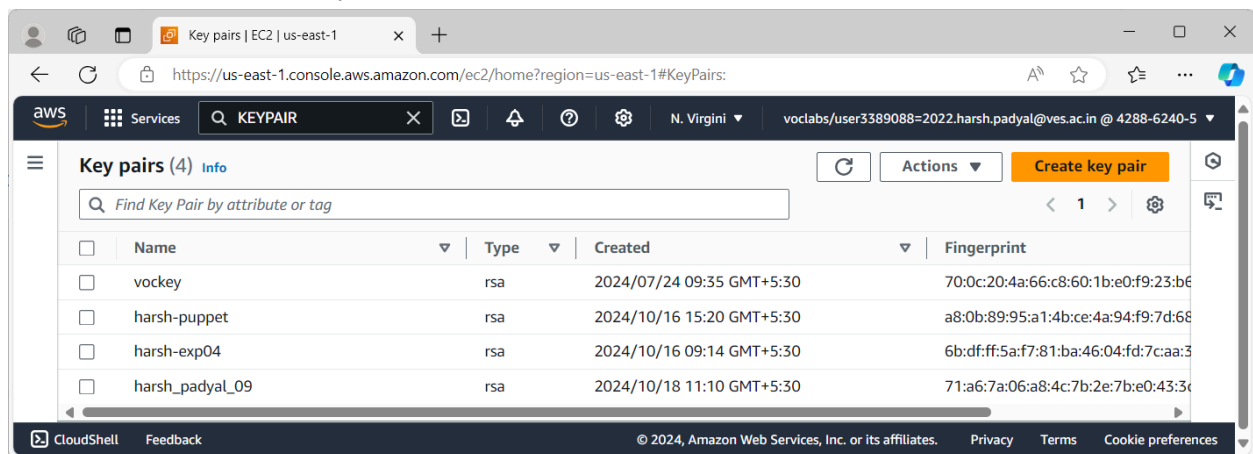 Key pairs | EC2 | us-east-1
https://us-east-1.console.aws.amazon.com/ec2/home?region=us-east-1#KeyPairs:
aws Services KEYPAIR N. Virgini voclabs/user3389088=2022.harsh.padyal@ves.ac.in @ 4288-6240-5
Key pairs (4) Info Actions Create key pair
Find Key Pair by attribute or tag 1
Name Type Created Fingerprint
vockey rsa 2024/07/24 09:35 GMT+5:30 70:0c:20:4a:66:c8:60:1b:e0:f9:23:b6
harsh-puppet rsa 2024/10/16 15:20 GMT+5:30 a8:0b:89:95:a1:4b:ce:4a:94:f9:7d:68
harsh-exp04 rsa 2024/10/16 09:14 GMT+5:30 6b:df:ff:5a:f7:81:ba:46:04:fd:7c:aa:3
harsh_padyal_09 rsa 2024/10/18 11:10 GMT+5:30 71:a6:7a:06:a8:4c:7b:2e:7b:e0:43:3c
CloudShell Feedback © 2024, Amazon Web Services, Inc. or its affiliates. Privacy Terms Cookie preferences